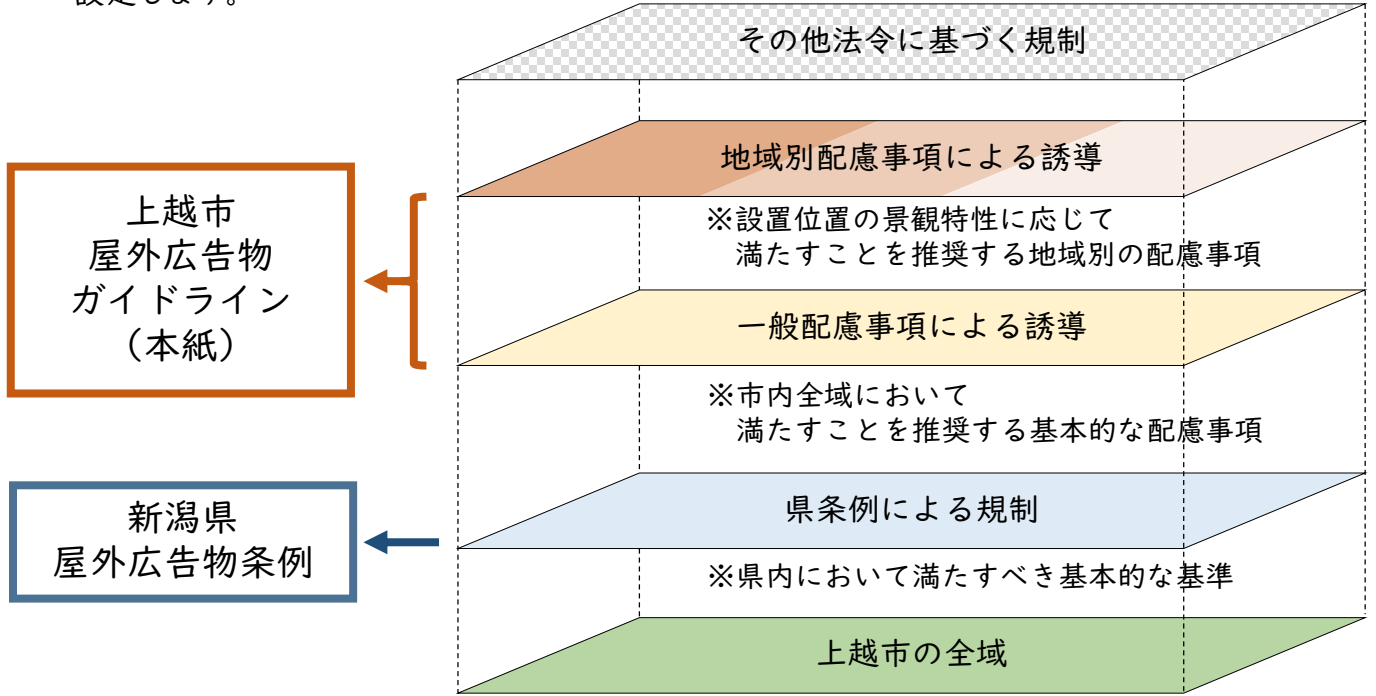 設定します。
その他法令に基づく規制
地域別配慮事項による誘導
※設置位置の景観特性に応じて
満たすことを推奨する地域別の配慮事項
上越市
屋外広告物
ガイドライン
（本紙）
一般配慮事項による誘導
※市内全域において
満たすことを推奨する基本的な配慮事項
新潟県
屋外広告物条例
県条例による規制
※県内において満たすべき基本的な基準
上越市の全域